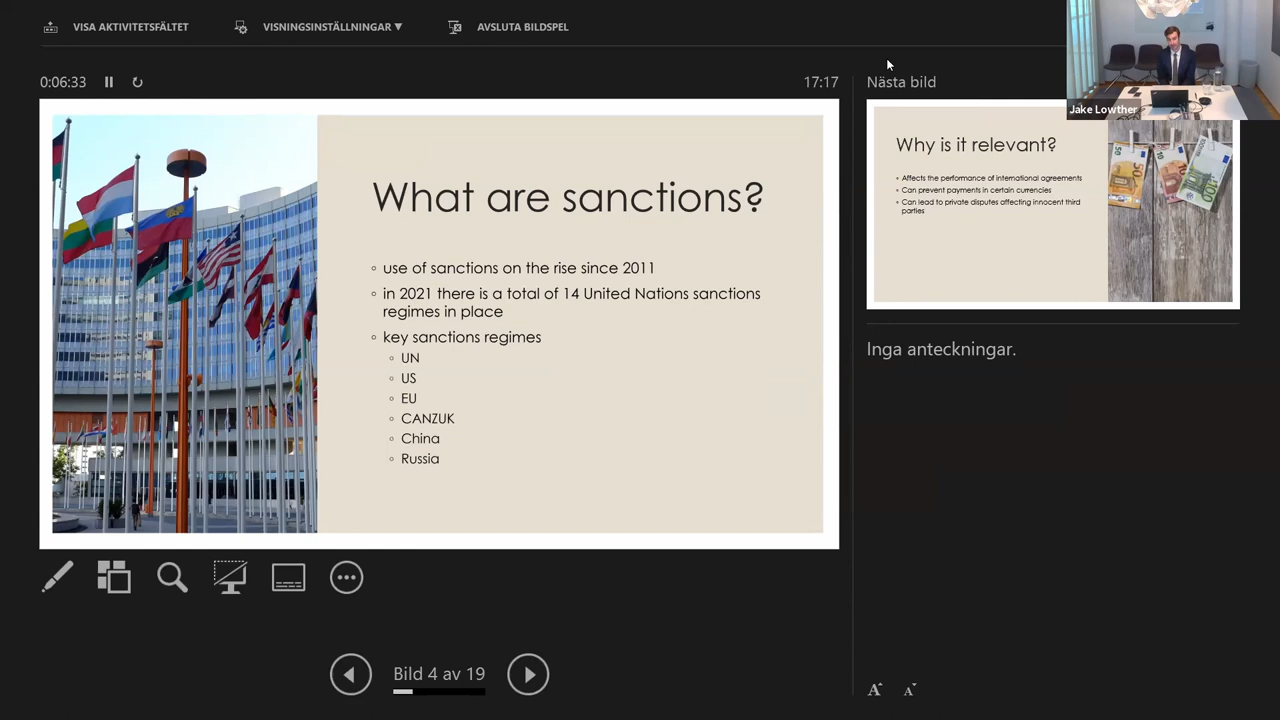 VISA AKTIVITETSFÄLTET
VISNINGSINSTÄLLNINGAR ▼
AVSLUTA BILDSPEL
0:06:33
17:17
What are sanctions?
◦ use of sanctions on the rise since 2011
◦ in 2021 there is a total of 14 United Nations sanctions
regimes in place
◦ key sanctions regimes
◦ UN
◦ US
◦ EU
◦ CANZUK
◦ China
◦ Russia
Bild 4 av 19
Nästa bild
Jake Lowther
Why is it relevant?
◦ Affects the performance of international agreements
◦ Can prevent payments in certain currencies
◦ Can lead to private disputes affecting innocent third
parties
50
10
100
Inga anteckningar.
A A